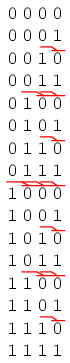 0 0 0 0
0 0 0 1
0 0 1 0
0 0 1 1
0 1 0 0
0 1 0 1
0 1 1 0
0 1 1 1
1 0 0 0
1 0 0 1
1 0 1 0
1 0 1 1
1 1 0 0
1 1 0 1
1 1 1 0
1 1 1 1